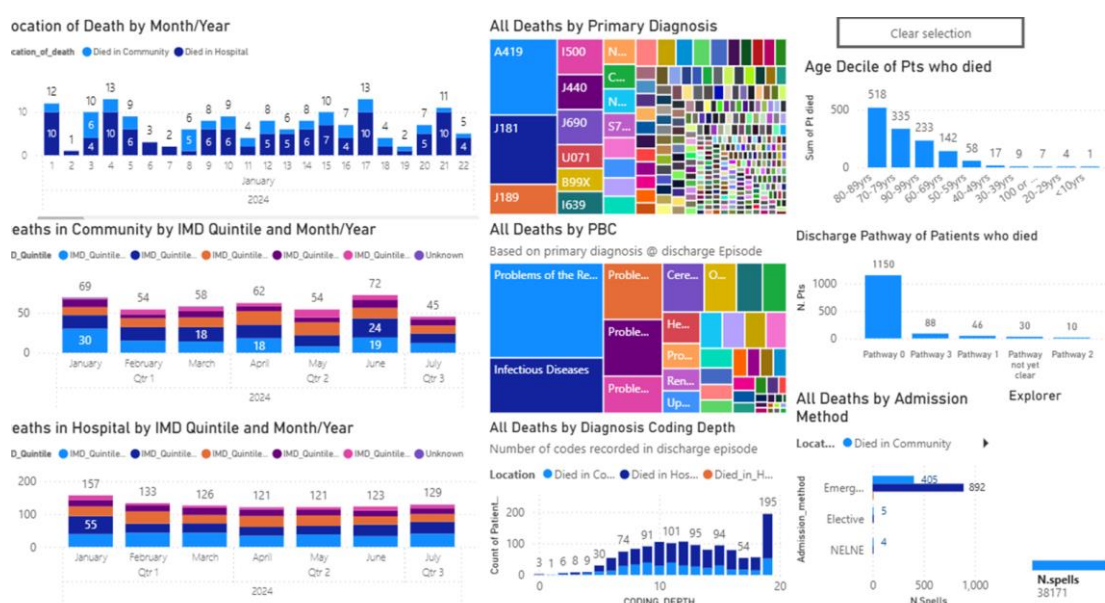 ocation of Death by Month/Year
cation_of_death Died in Community Died in Hospital
12 1 10 13 9 3 2 6 8 9 4 8 6 8 10 7 13 4 2 7 11 5
10
0
10 6 4 10 6 5 6 6 5 5 6 7 4 10 5 10 4
1 2 3 4 5 6 7 8 9 10 11 12 13 14 15 16 17 18 19 20 21 22
January
2024
eaths in Community by IMD Quintile and Month/Year
D_Quintile IMD_Quintile... IMD_Quintile... IMD_Quintile... IMD_Quintile... IMD_Quintile... Unknown
69 54 58 62 54 72 45
50
0
30 18 18 24 19
January February March April May June July
Qtr 1 Qtr 2 Qtr 3
2024
eaths in Hospital by IMD Quintile and Month/Year
D_Quintile IMD_Quintile... IMD_Quintile... IMD_Quintile... IMD_Quintile... IMD_Quintile... Unknown
200
157 133 126 121 121 123 129
100
55
0
January February March April May June July
Qtr 1 Qtr 2 Qtr 3
2024
All Deaths by Primary Diagnosis
A419 I500 N...
J440 C...
N...
J181 J690 S7...
U071
B99X
J189 I639
All Deaths by PBC
Based on primary diagnosis @ discharge Episode
Problems of the Re... Proble... Cere... O...
He...
Proble...
Pro...
Infectious Diseases Ren...
Proble... Up...
All Deaths by Diagnosis Coding Depth
Number of codes recorded in discharge episode
Location Died in Co... Died in Hos... Died_in_H...
Count of Patient...
200
100
0
3 1 2 6 8 9 30 74 91 101 95 94 54 195
0 10 20
CODING_DEPTH
Clear selection
Age Decile of Pts who died
Sum of Pt died
500
0
518 335 233 142 58 17 9 7 4 1
80-89yrs 70-79yrs 90-99yrs 60-69yrs 50-59yrs 40-49yrs 30-39yrs 100 or ... 20-29yrs <10yrs
Discharge Pathway of Patients who died
N. Pts
1000
0
1150 88 46 30 10
Pathway 0 Pathway 3 Pathway 1 Pathway not yet clear Pathway 2
Explorer
All Deaths by Admission
Method
Locat... Died in Community
Admission_method
Emerg... 405
892
Elective 5
NELNE 4
0 500 1,000
N.Spells
N.spells
38171